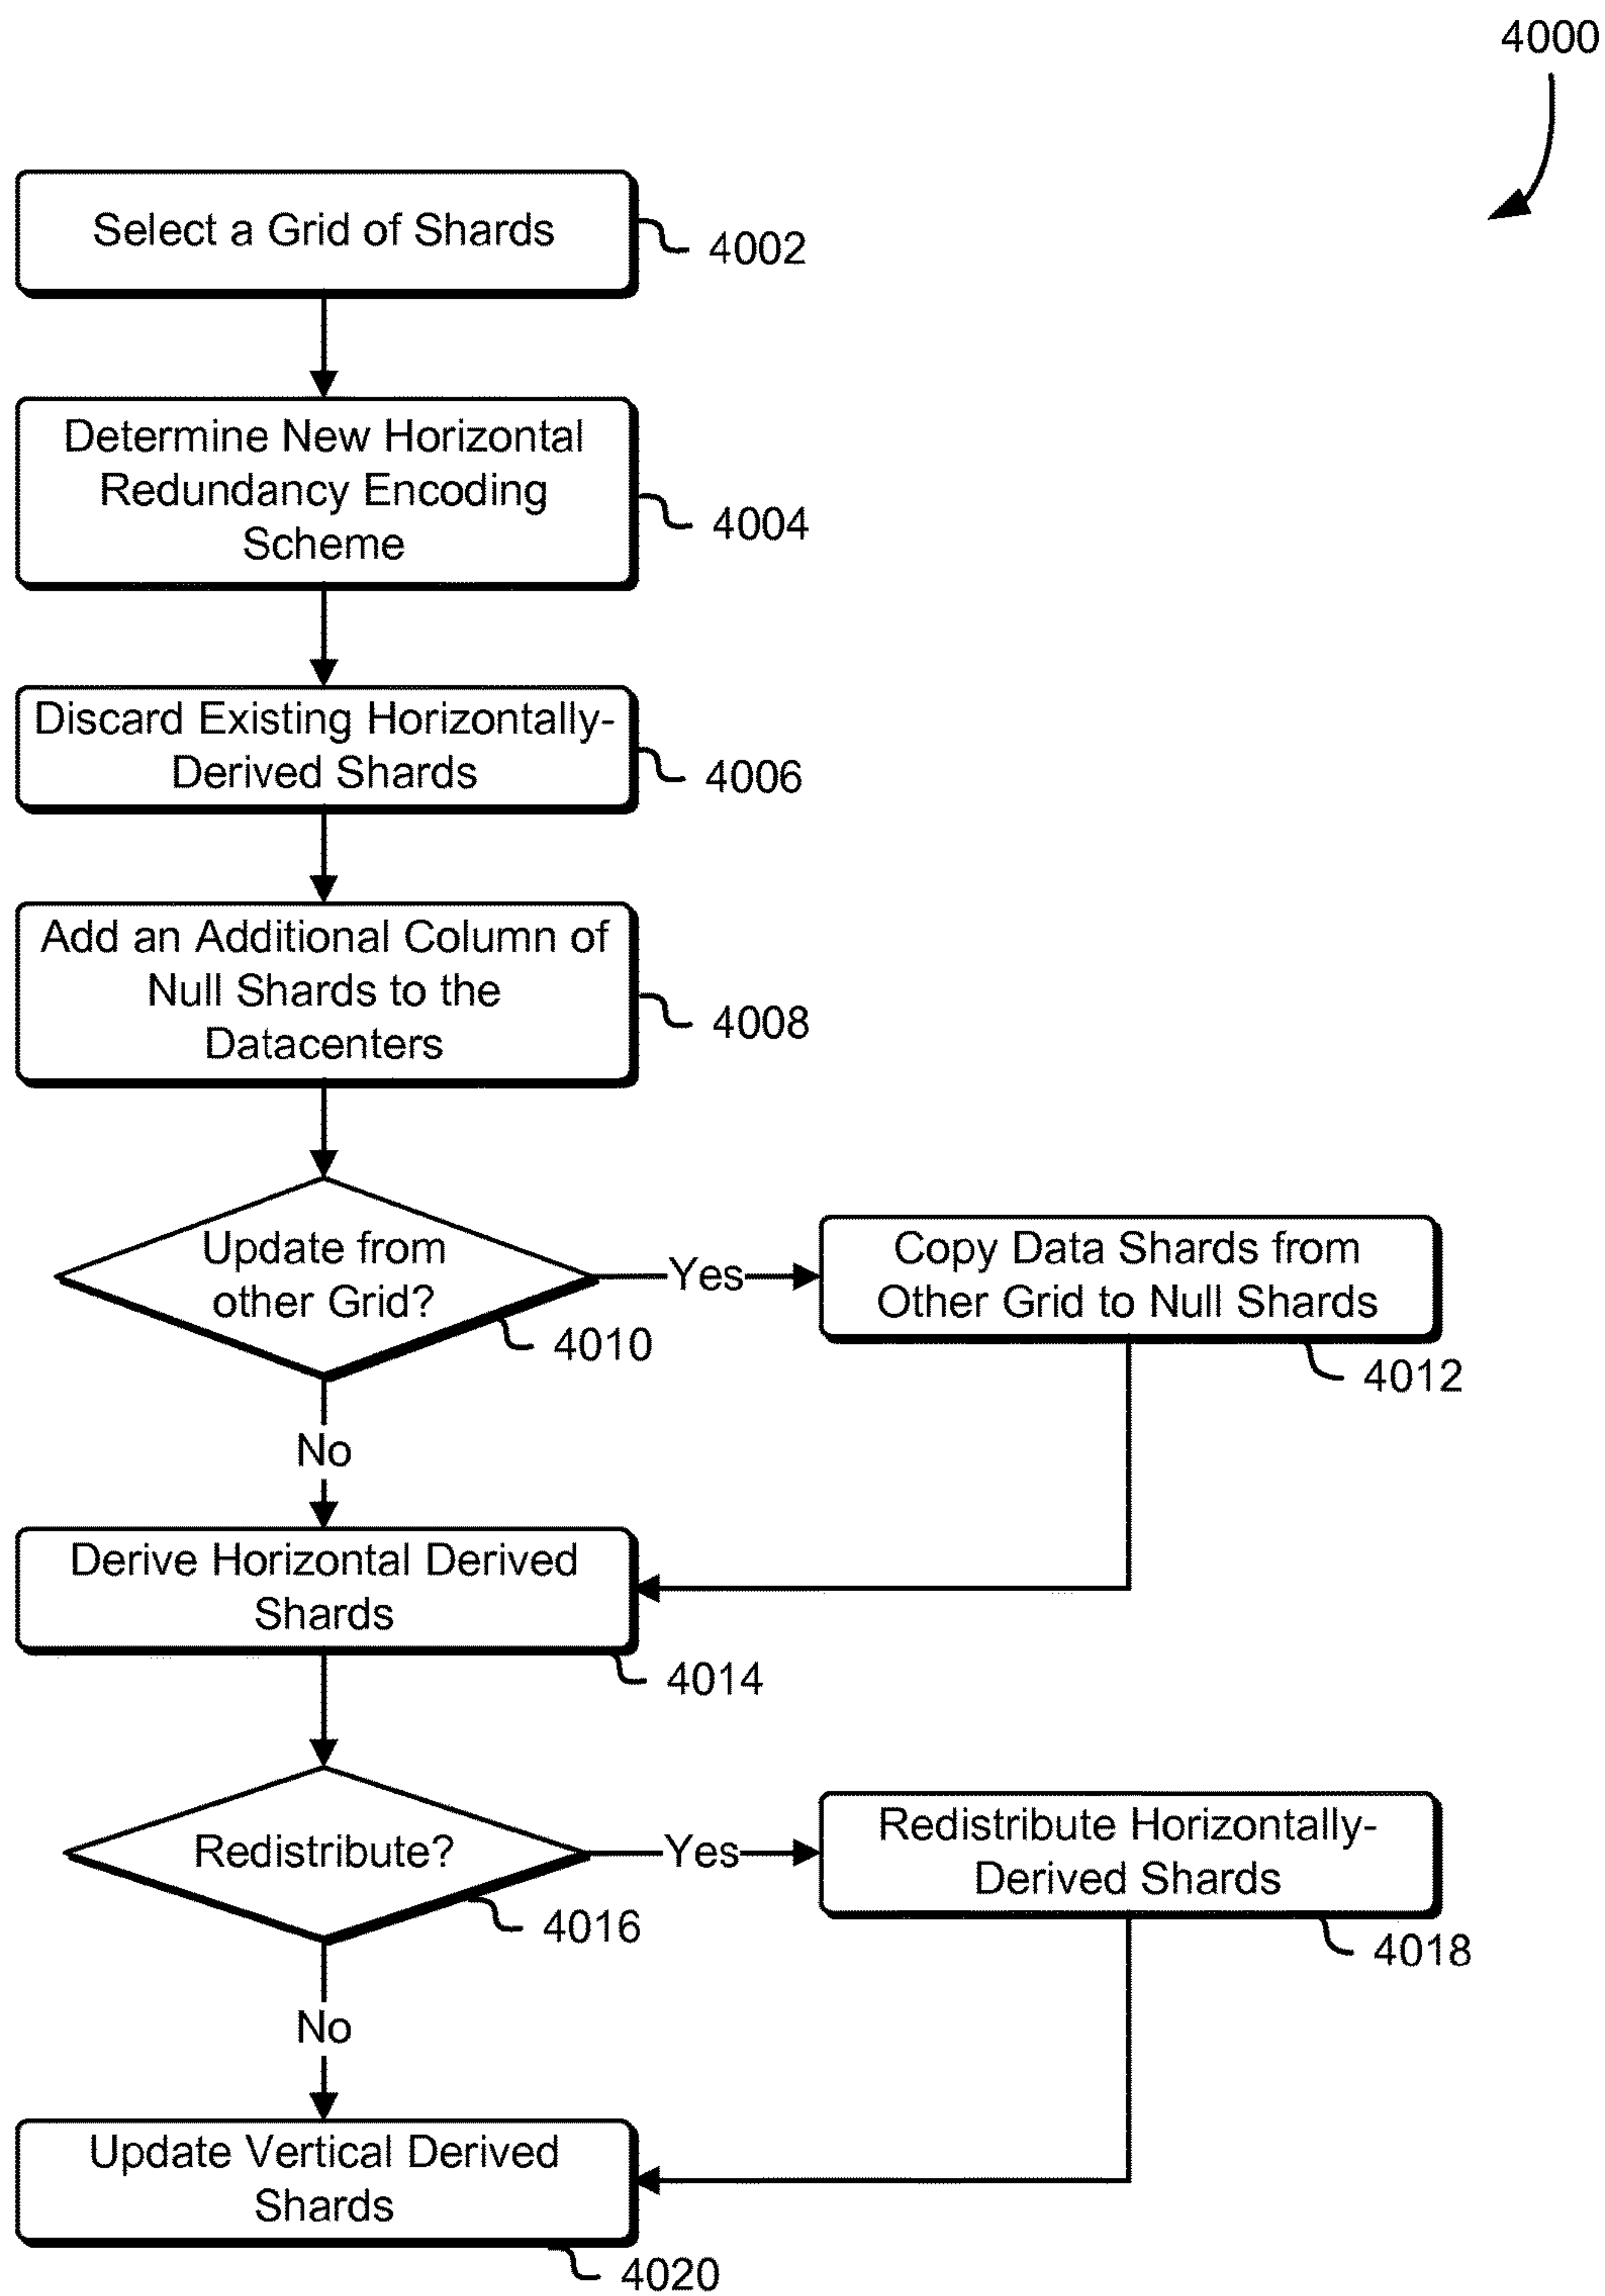 4000
Select a Grid of Shards
4002
Determine New Horizontal
Redundancy Encoding
Scheme
4004
Discard Existing Horizontally-
Derived Shards
4006
Add an Additional Column of
Null Shards to the
Datacenters
4008
Update from
other Grid?
4010
Yes
Copy Data Shards from
Other Grid to Null Shards
4012
No
Derive Horizontal Derived
Shards
4014
Redistribute?
4016
Yes
Redistribute Horizontally-
Derived Shards
4018
No
Update Vertical Derived
Shards
4020